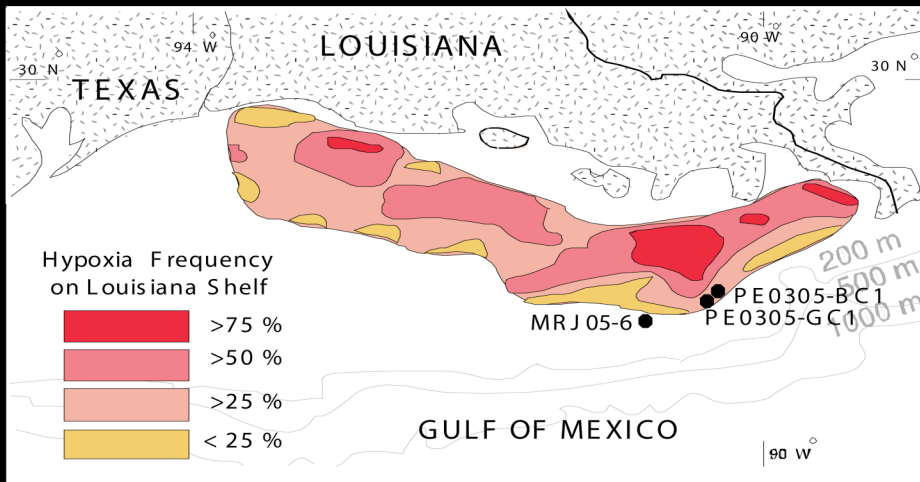 LOUISIANA
94 °W
90 °W
30 N°
30 N°
TEXAS
200 m
500 m
1000 m
Hypoxia Frequency
on Louisiana Shelf
>75 %
>50 %
>25 %
< 25 %
PE0305-BC1
PE0305-GC1
MRJ05-6
GULF OF MEXICO
90 W°